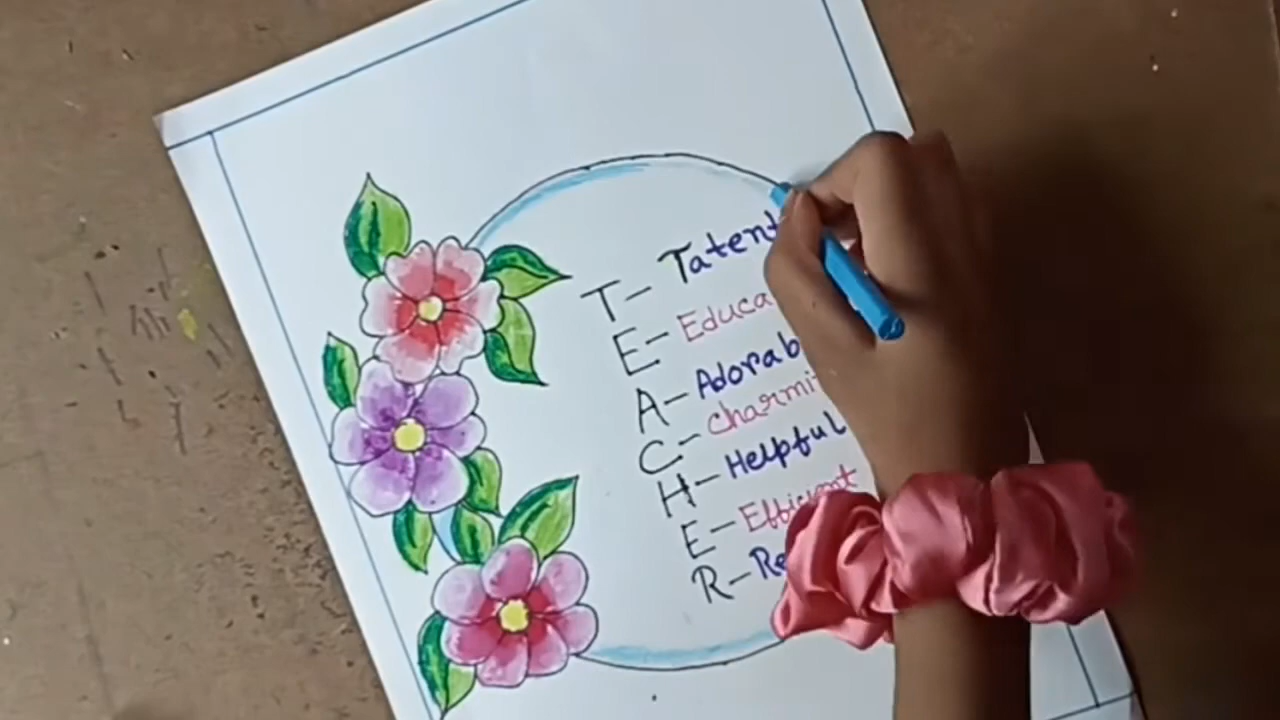 T- Tatent
E- Educa
A- Adorab
C- charmi
H- Helpful
E- Efficient
R- Re